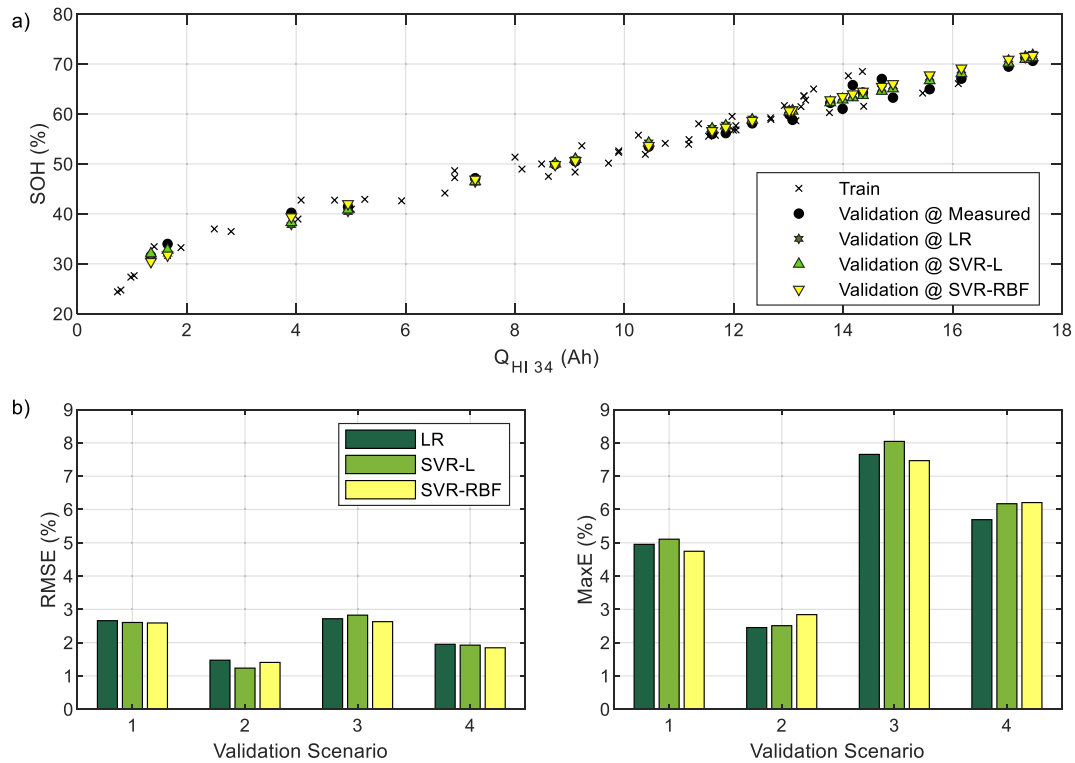 a)
80
70
60
50
40
30
20
SOH (%)
0 2 4 6 8 10 12 14 16 18
Q HI 34 (Ah)
Train
Validation @ Measured
Validation @ LR
Validation @ SVR-L
Validation @ SVR-RBF
b)
9
8
7
6
5
4
3
2
1
0
RMSE (%)
LR
SVR-L
SVR-RBF
1 2 3 4
Validation Scenario
9
8
7
6
5
4
3
2
1
0
MaxE (%)
1 2 3 4
Validation Scenario